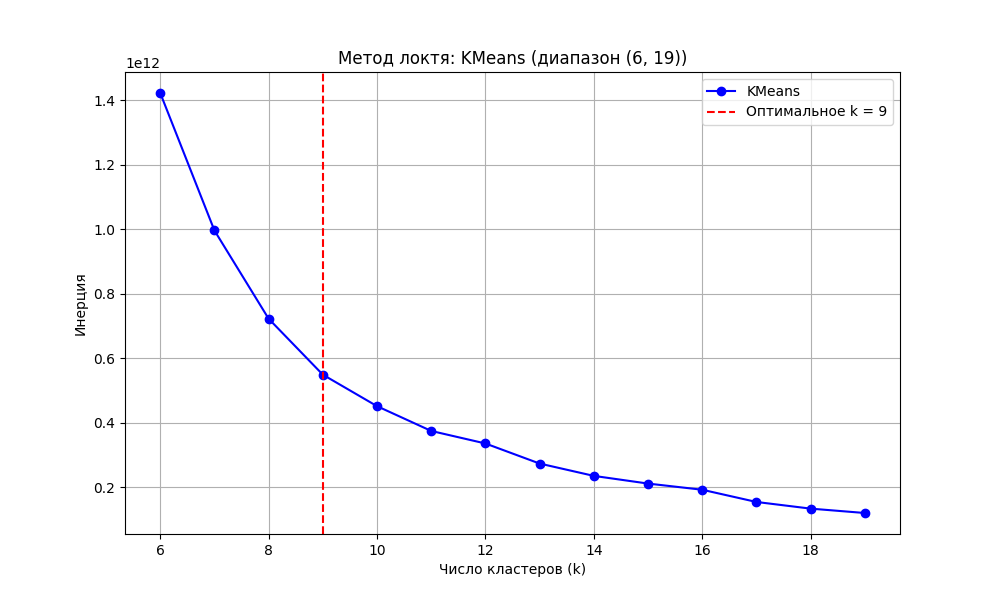 Метод локтя: KMeans (диапазон (6, 19))
1e12
KMeans
Оптимальное k = 9
1.4
1.2
1.0
0.8
0.6
0.4
0.2
Инерция
6 8 10 12 14 16 18
Число кластеров (k)